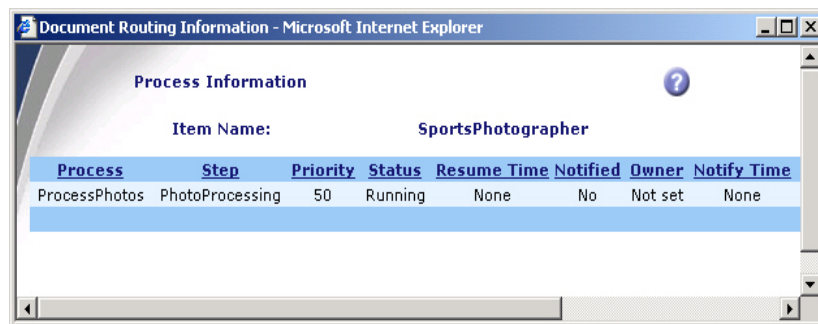 Document Routing Information - Microsoft Internet Explorer
Process Information
?
Item Name: SportsPhotographer
Process Step Priority Status Resume Time Notified Owner Notify Time
ProcessPhotos PhotoProcessing 50 Running None No Not set None